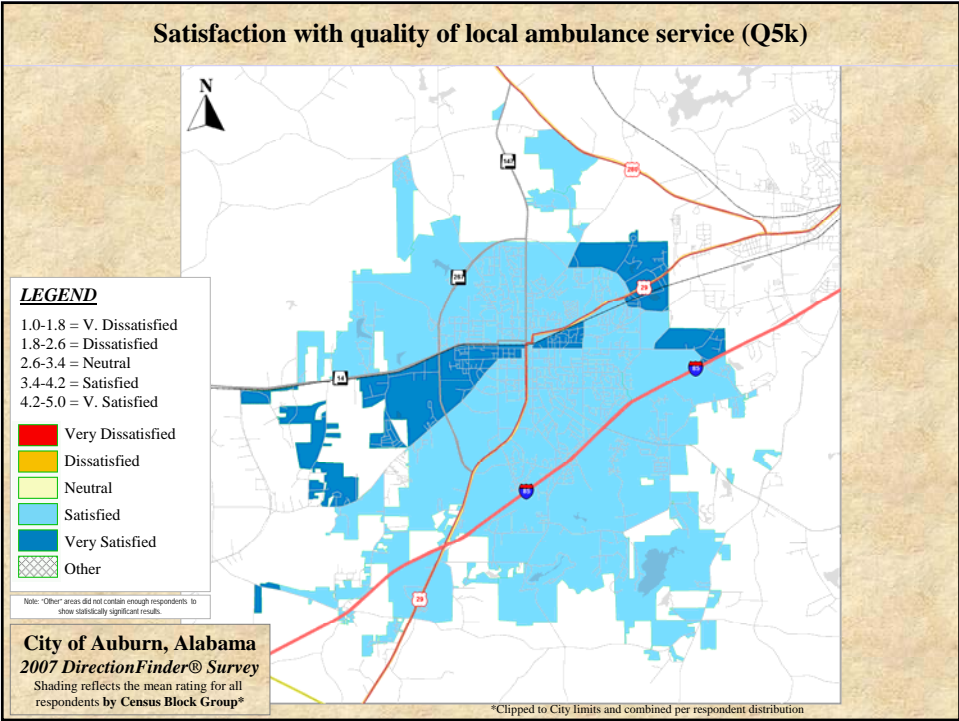 Satisfaction with quality of local ambulance service (Q5k)
N
147
280
267
29
14
85
85
29
LEGEND
1.0-1.8 = V. Dissatisfied
1.8-2.6 = Dissatisfied
2.6-3.4 = Neutral
3.4-4.2 = Satisfied
4.2-5.0 = V. Satisfied
Very Dissatisfied
Dissatisfied
Neutral
Satisfied
Very Satisfied
Other
Note: "Other" areas did not contain enough respondents to
show statistically significant results.
City of Auburn, Alabama
2007 DirectionFinder® Survey
Shading reflects the mean rating for all
respondents by Census Block Group*
*Clipped to City limits and combined per respondent distribution